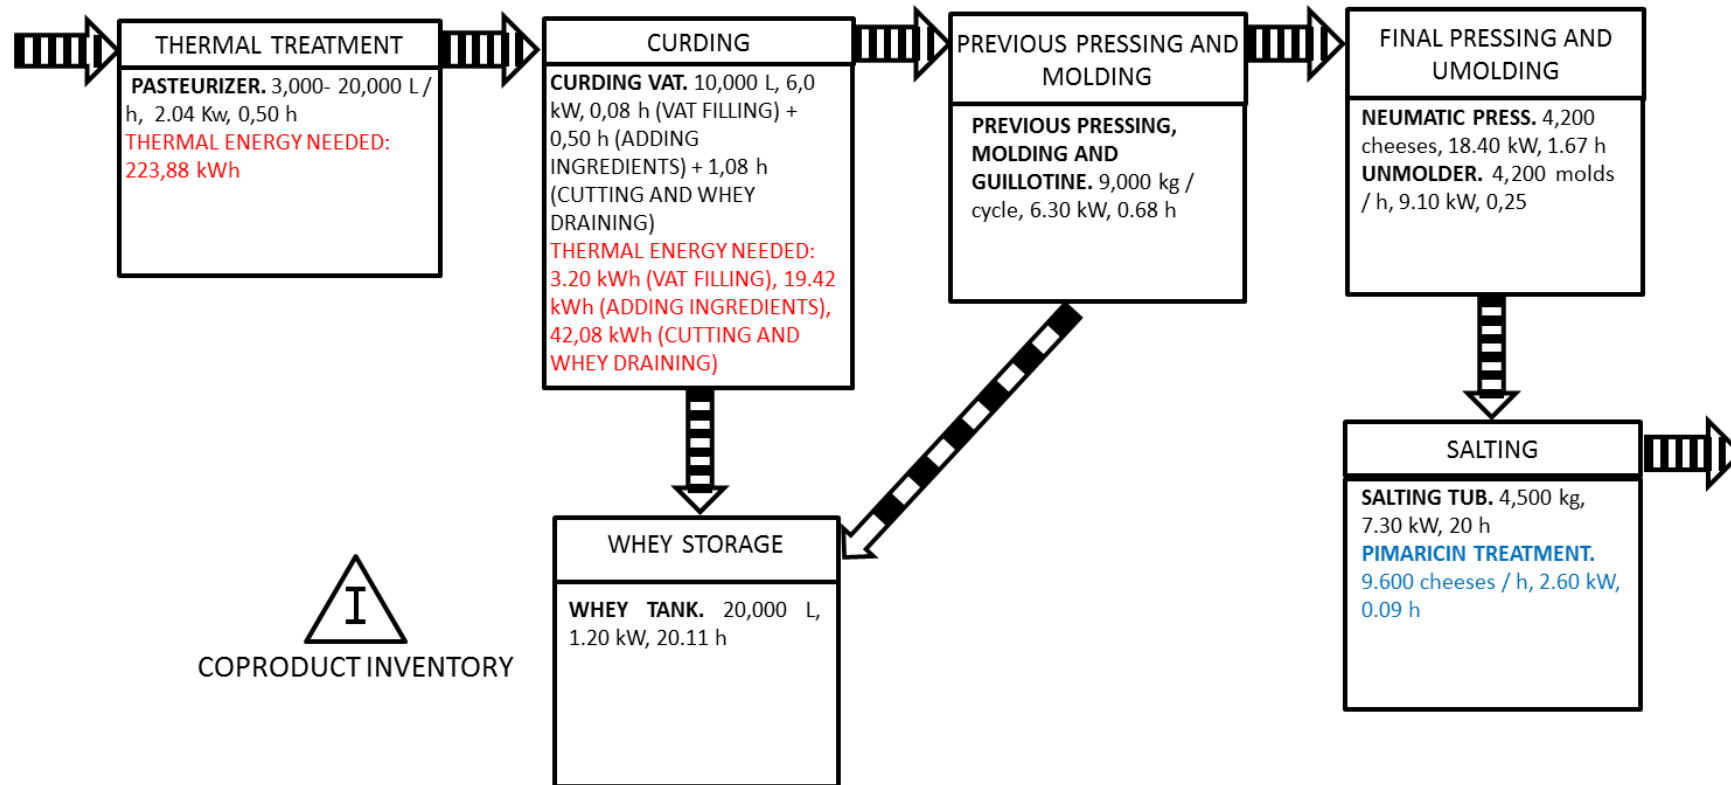 THERMAL TREATMENT
PASTEURIZER. 3,000- 20,000 L /
h, 2.04 Kw, 0,50 h
THERMAL ENERGY NEEDED:
223,88 kWh
CURDING
CURDING VAT. 10,000 L, 6,0
kW, 0,08 h (VAT FILLING) +
0,50 h (ADDING
INGREDIENTS) + 1,08 h
(CUTTING AND WHEY
DRAINING)
THERMAL ENERGY NEEDED:
3.20 kWh (VAT FILLING), 19.42
kWh (ADDING INGREDIENTS),
42,08 kWh (CUTTING AND
WHEY DRAINING)
PREVIOUS PRESSING AND
MOLDING
PREVIOUS PRESSING,
MOLDING AND
GUILLOTINE. 9,000 kg /
cycle, 6.30 kW, 0.68 h
FINAL PRESSING AND
UMOLDING
NEUMATIC PRESS. 4,200
cheeses, 18.40 kW, 1.67 h
UNMOLDER. 4,200 molds
/ h, 9.10 kW, 0,25
SALTING
SALTING TUB. 4,500 kg,
7.30 kW, 20 h
PIMARICIN TREATMENT.
9.600 cheeses / h, 2.60 kW,
0.09 h
WHEY STORAGE
WHEY TANK. 20,000 L,
1.20 kW, 20.11 h
I
COPRODUCT INVENTORY